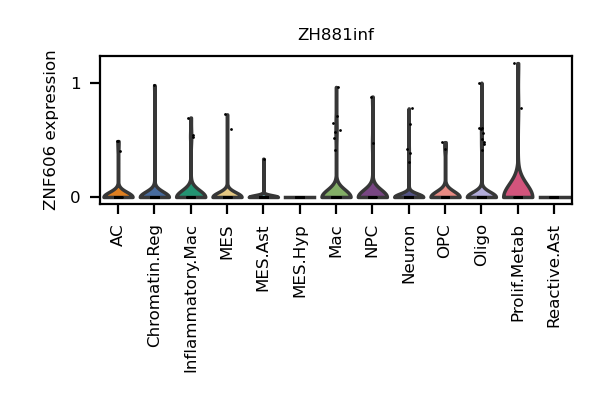 ZH881inf
ZNF606 expression
1
0
AC
Chromatin.Reg
Inflammatory.Mac
MES
MES.Ast
MES.Hyp
Mac
NPC
Neuron
OPC
Oligo
Prolif.Metab
Reactive.Ast